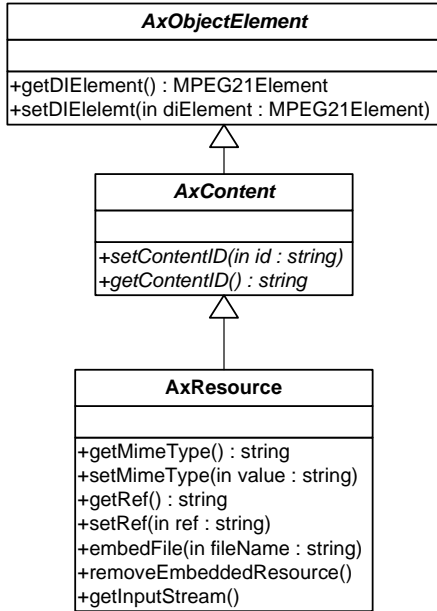 AxObjectElement
+getDIElement() : MPEG21Element
+setDIElelemt(in diElement : MPEG21Element)
AxContent
+setContentID(in id : string)
+getContentID() : string
AxResource
+getMimeType() : string
+setMimeType(in value : string)
+getRef() : string
+setRef(in ref : string)
+embedFile(in fileName : string)
+removeEmbeddedResource()
+getInputStream()